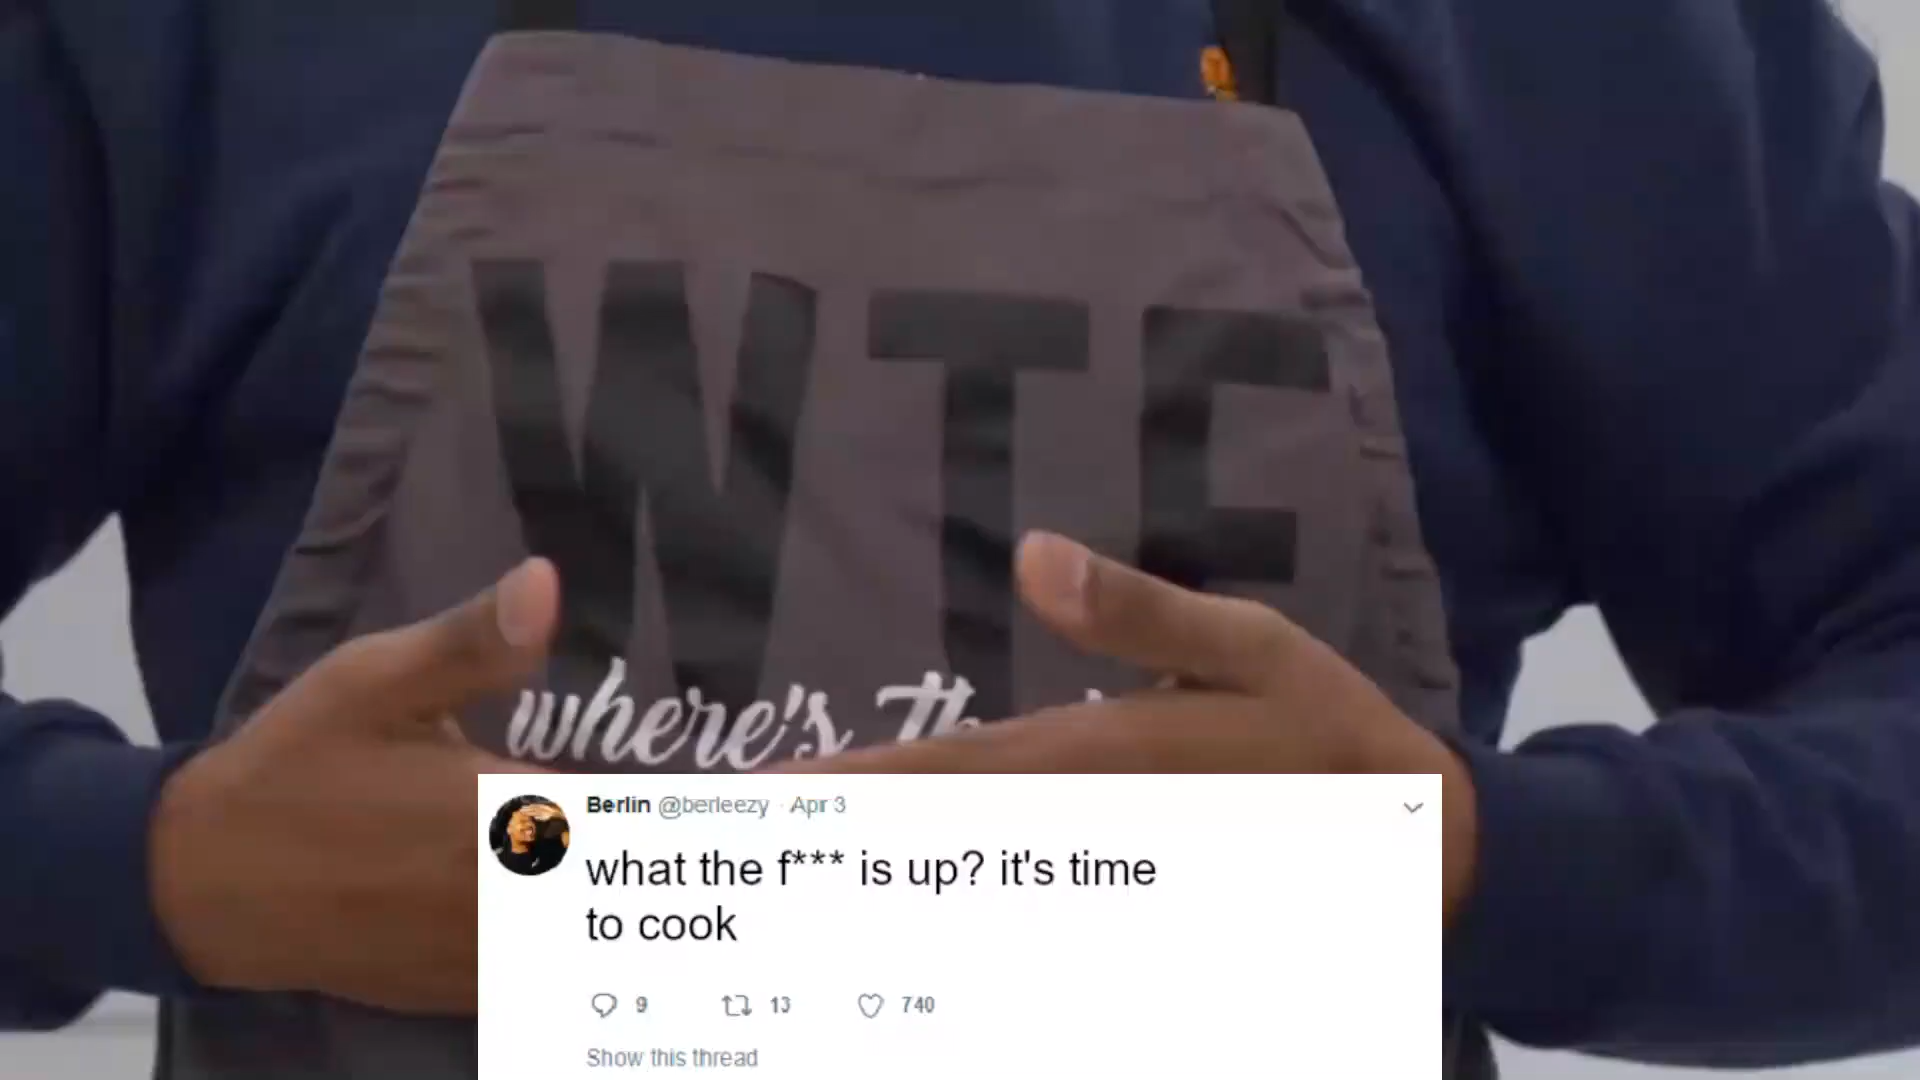 WTF
where's the
Berlin @berleezy · Apr 3
what the f*** is up? it's time
to cook
9 13 740
Show this thread